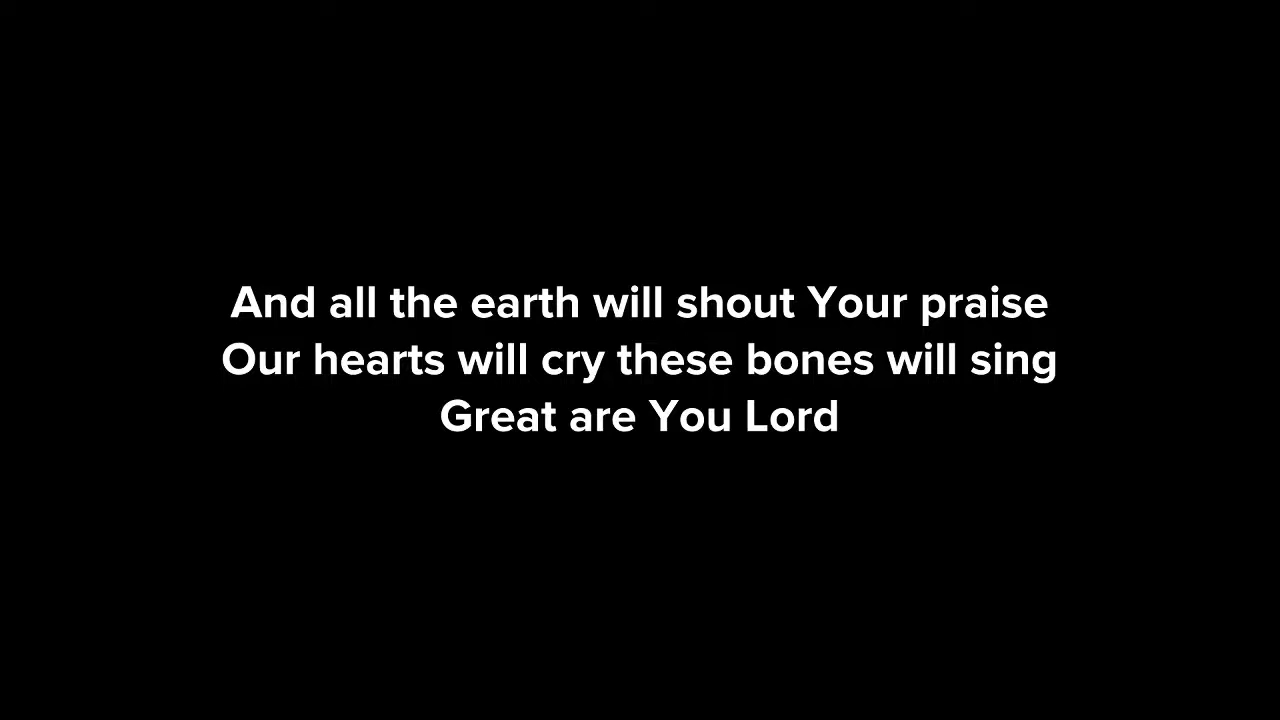 And all the earth will shout Your praise
Our hearts will cry these bones will sing
Great are You Lord